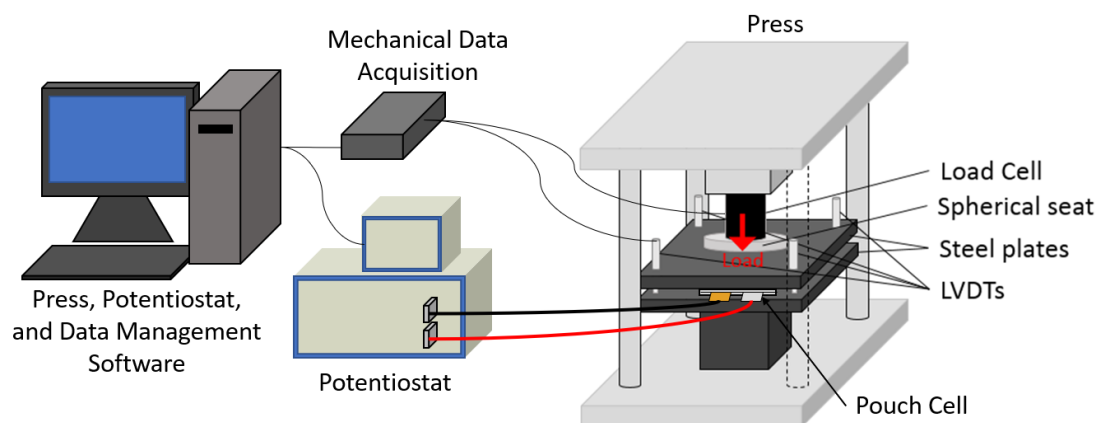 Press
Mechanical Data
Acquisition
Load Cell
Spherical seat
Steel plates
LVDTs
Load
Press, Potentiostat,
and Data Management
Software
Potentiostat
Pouch Cell